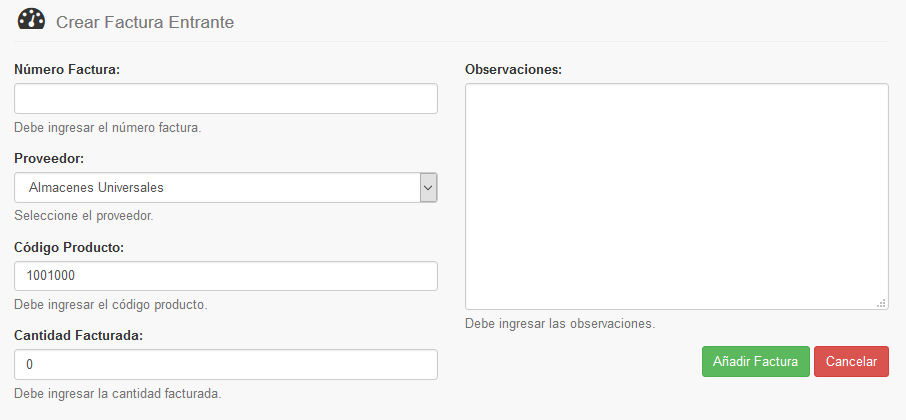 Crear Factura Entrante
Número Factura:
Debe ingresar el número factura.
Proveedor:
Almacenes Universales
Seleccione el proveedor.
Código Producto:
1001000
Debe ingresar el código producto.
Cantidad Facturada:
0
Debe ingresar la cantidad facturada.
Observaciones:
Debe ingresar las observaciones.
Añadir Factura
Cancelar